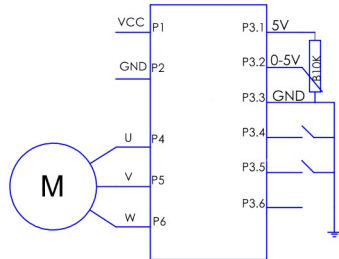 VCC P1
GND P2
U P4
M V P5
W P6
P3.1 5V
P3.2 0-5V
B10K
P3.3 GND
P3.4
P3.5
P3.6